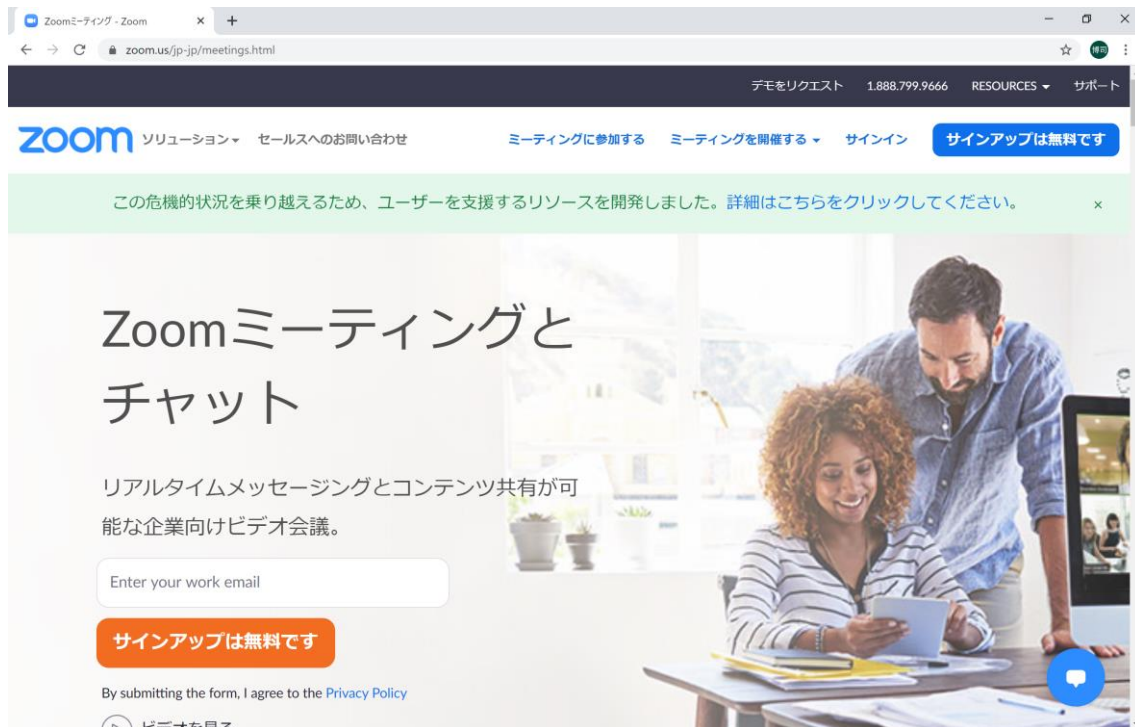 Zoomミーティング - Zoom
zoom.us/jp-jp/meetings.html
博司
デモをリクエスト 1.888.799.9666 RESOURCES サポート
zoom ソリューション セールスへのお問い合わせ ミーティングに参加する ミーティングを開催する サインイン サインアップは無料です
この危機的状況を乗り越えるため、ユーザーを支援するリソースを開発しました。詳細はこちらをクリックしてください。
Zoomミーティングと
チャット
リアルタイムメッセージングとコンテンツ共有が可
能な企業向けビデオ会議。
Enter your work email
サインアップは無料です
By submitting the form, I agree to the Privacy Policy
ビデオを見る